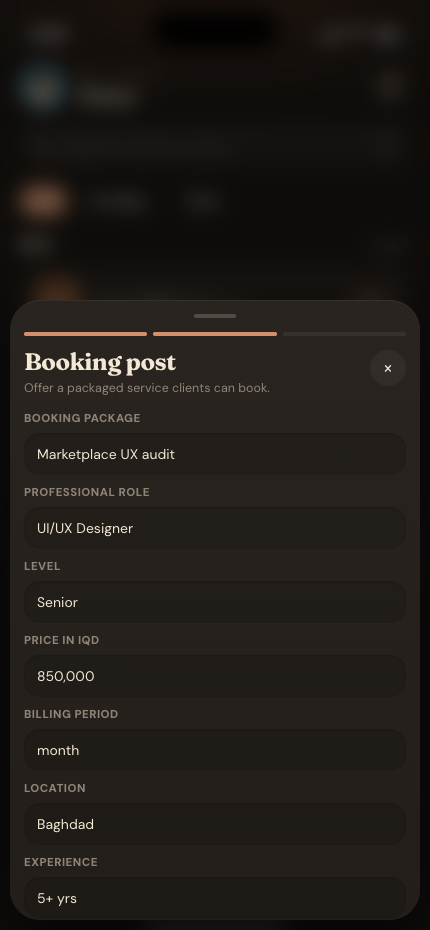 Booking post
×
Offer a packaged service clients can book.
BOOKING PACKAGE
Marketplace UX audit
PROFESSIONAL ROLE
UI/UX Designer
LEVEL
Senior
PRICE IN IQD
850,000
BILLING PERIOD
month
LOCATION
Baghdad
EXPERIENCE
5+ yrs